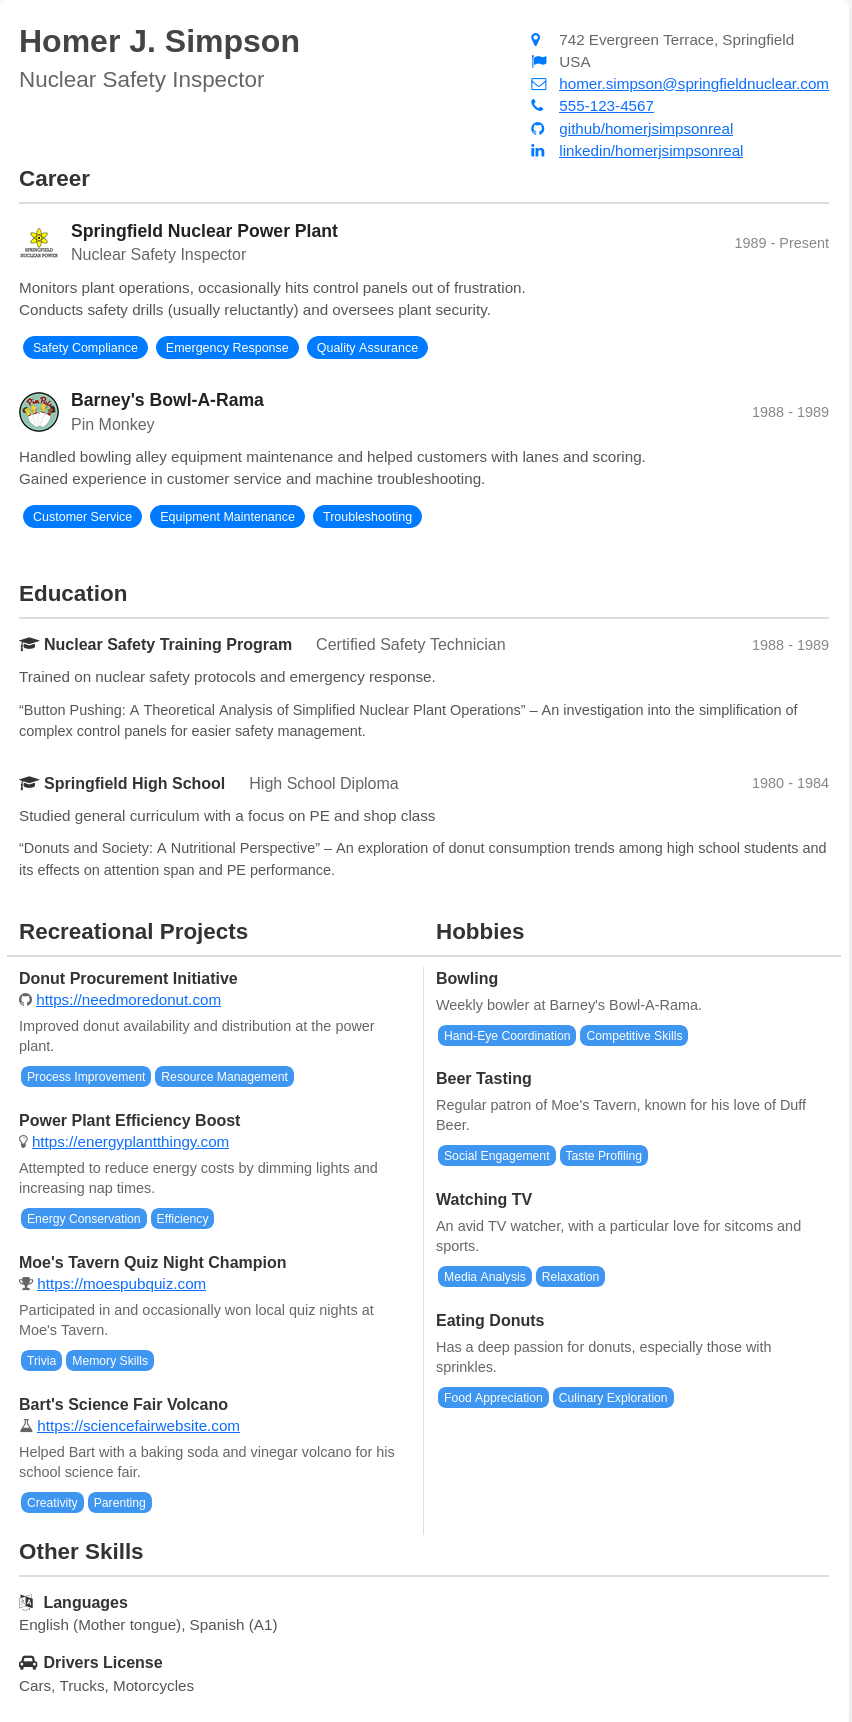 Homer J. Simpson
Nuclear Safety Inspector
742 Evergreen Terrace, Springfield
USA
homer.simpson@springfieldnuclear.com
555-123-4567
github/homerjsimpsonreal
linkedin/homerjsimpsonreal
Career
SPRINGFIELD
NUCLEAR POWER
Springfield Nuclear Power Plant
Nuclear Safety Inspector
1989 - Present
Monitors plant operations, occasionally hits control panels out of frustration.
Conducts safety drills (usually reluctantly) and oversees plant security.
Safety Compliance Emergency Response Quality Assurance
Pin Pals
Barney's Bowl-A-Rama
Pin Monkey
1988 - 1989
Handled bowling alley equipment maintenance and helped customers with lanes and scoring.
Gained experience in customer service and machine troubleshooting.
Customer Service Equipment Maintenance Troubleshooting
Education
Nuclear Safety Training Program Certified Safety Technician 1988 - 1989
Trained on nuclear safety protocols and emergency response.
“Button Pushing: A Theoretical Analysis of Simplified Nuclear Plant Operations” – An investigation into the simplification of
complex control panels for easier safety management.
Springfield High School High School Diploma 1980 - 1984
Studied general curriculum with a focus on PE and shop class
“Donuts and Society: A Nutritional Perspective” – An exploration of donut consumption trends among high school students and
its effects on attention span and PE performance.
Recreational Projects
Donut Procurement Initiative
https://needmoredonut.com
Improved donut availability and distribution at the power
plant.
Process Improvement Resource Management
Power Plant Efficiency Boost
https://energyplantthingy.com
Attempted to reduce energy costs by dimming lights and
increasing nap times.
Energy Conservation Efficiency
Moe's Tavern Quiz Night Champion
https://moespubquiz.com
Participated in and occasionally won local quiz nights at
Moe's Tavern.
Trivia Memory Skills
Bart's Science Fair Volcano
https://sciencefairwebsite.com
Helped Bart with a baking soda and vinegar volcano for his
school science fair.
Creativity Parenting
Hobbies
Bowling
Weekly bowler at Barney's Bowl-A-Rama.
Hand-Eye Coordination Competitive Skills
Beer Tasting
Regular patron of Moe's Tavern, known for his love of Duff
Beer.
Social Engagement Taste Profiling
Watching TV
An avid TV watcher, with a particular love for sitcoms and
sports.
Media Analysis Relaxation
Eating Donuts
Has a deep passion for donuts, especially those with
sprinkles.
Food Appreciation Culinary Exploration
Other Skills
Languages
English (Mother tongue), Spanish (A1)
Drivers License
Cars, Trucks, Motorcycles